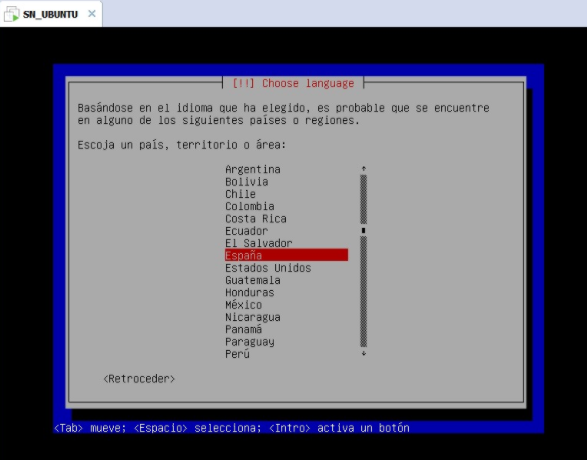 SN_UBUNTU ×
[!!] Choose language
Basándose en el idioma que ha elegido, es probable que se encuentre
en alguno de los siguientes países o regiones.
Escoja un país, territorio o área:
Argentina
Bolivia
Chile
Colombia
Costa Rica
Ecuador
El Salvador
España
Estados Unidos
Guatemala
Honduras
México
Nicaragua
Panamá
Paraguay
Perú
<Retroceder>
<Tab> mueve; <Espacio> selecciona; <Intro> activa un botón